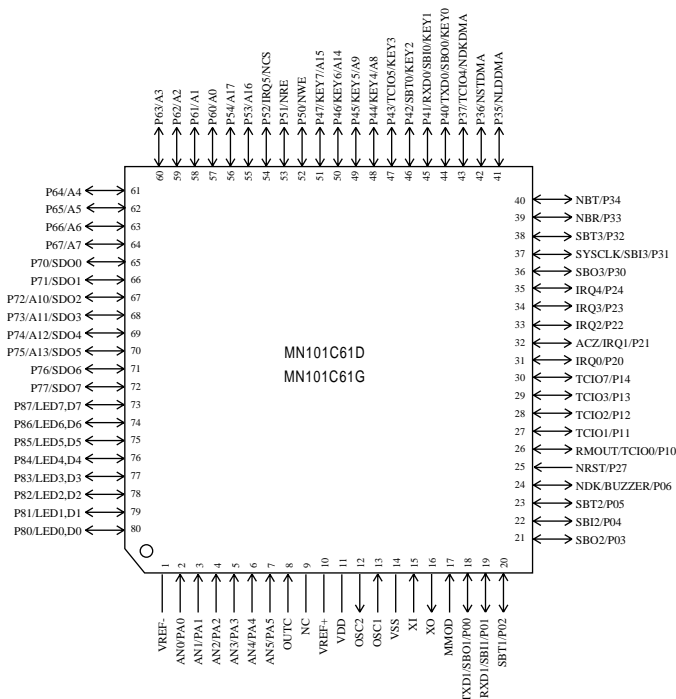 P63/A3
P62/A2
P61/A1
P60/A0
P54/A17
P53/A16
P52/IRQ5/NCS
P51/NRE
P50/NWE
P47/KEY7/A15
P46/KEY6/A14
P45/KEY5/A9
P44/KEY4/A8
P43/TCIO5/KEY3
P42/SBT0/KEY2
P41/RXD0/SBI0/KEY1
P40/TXD0/SBO0/KEY0
P37/TCIO4/NDKDMA
P36/NSTDMA
P35/NLDDMA
60 59 58 57 56 55 54 53 52 51 50 49 48 47 46 45 44 43 42 41
P64/A4 61
P65/A5 62
P66/A6 63
P67/A7 64
P70/SDO0 65
P71/SDO1 66
P72/A10/SDO2 67
P73/A11/SDO3 68
P74/A12/SDO4 69
P75/A13/SDO5 70
P76/SDO6 71
P77/SDO7 72
P87/LED7,D7 73
P86/LED6,D6 74
P85/LED5,D5 75
P84/LED4,D4 76
P83/LED3,D3 77
P82/LED2,D2 78
P81/LED1,D1 79
P80/LED0,D0 80
MN101C61D
MN101C61G
40 NBT/P34
39 NBR/P33
38 SBT3/P32
37 SYSCLK/SBI3/P31
36 SBO3/P30
35 IRQ4/P24
34 IRQ3/P23
33 IRQ2/P22
32 ACZ/IRQ1/P21
31 IRQ0/P20
30 TCIO7/P14
29 TCIO3/P13
28 TCIO2/P12
27 TCIO1/P11
26 RMOUT/TCIO0/P10
25 NRST/P27
24 NDK/BUZZER/P06
23 SBT2/P05
22 SBI2/P04
21 SBO2/P03
1 2 3 4 5 6 7 8 9 10 11 12 13 14 15 16 17 18 19 20
VREF-
AN0/PA0
AN1/PA1
AN2/PA2
AN3/PA3
AN4/PA4
AN5/PA5
OUTC
NC
VREF+
VDD
OSC2
OSC1
VSS
XI
XO
MMOD
TXD1/SBO1/P00
RXD1/SBI1/P01
SBT1/P02